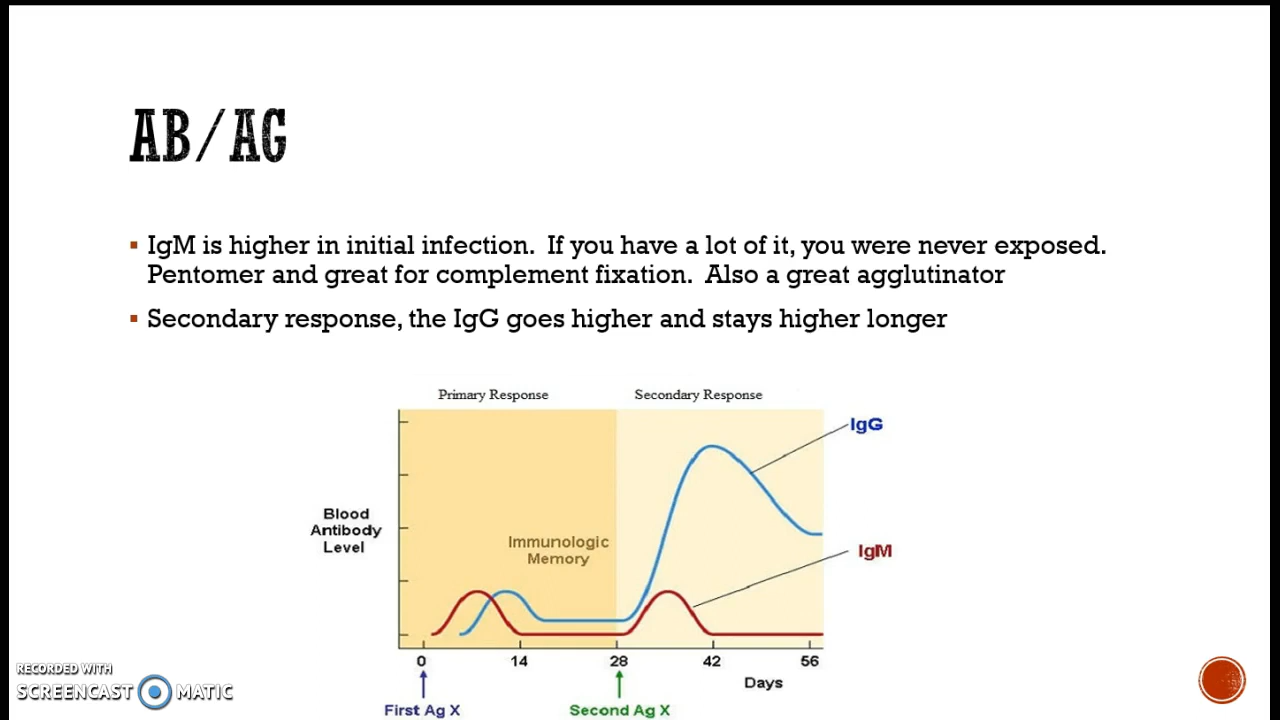 AB/AG
▪ IgM is higher in initial infection.  If you have a lot of it, you were never exposed.
Pentomer and great for complement fixation.  Also a great agglutinator
▪ Secondary response, the IgG goes higher and stays higher longer
Primary Response
Secondary Response
IgG
Blood
Antibody
Level
Immunologic
Memory
IgM
0
14
28
42
56
Days
First Ag X
Second Ag X
RECORDED WITH
SCREENCAST MATIC